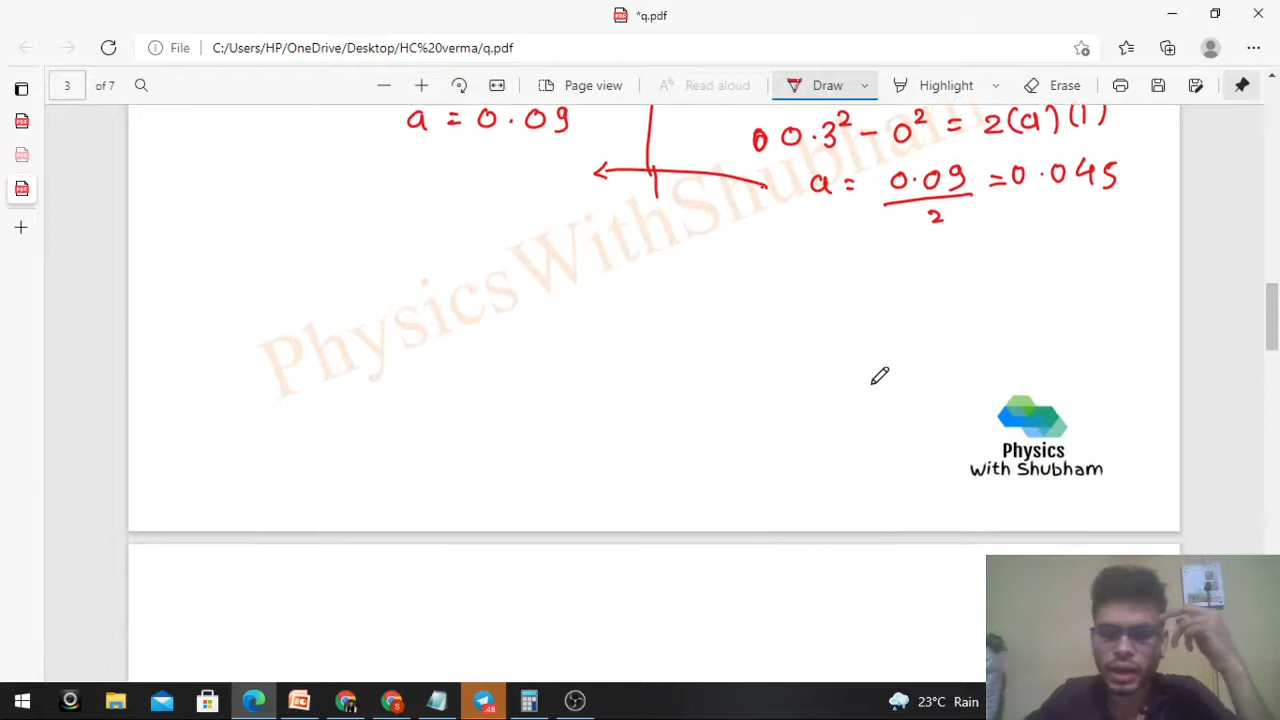 *q.pdf
File C:/Users/HP/OneDrive/Desktop/HC%20verma/q.pdf
3 of 7 Page view Read aloud Draw Highlight Erase
a = 0.09
0 0.3² - 0² = 2(a)(1)
a = 0.09/2 = 0.045
PhysicsWithShubham
Physics
With Shubham
48
23°C Rain